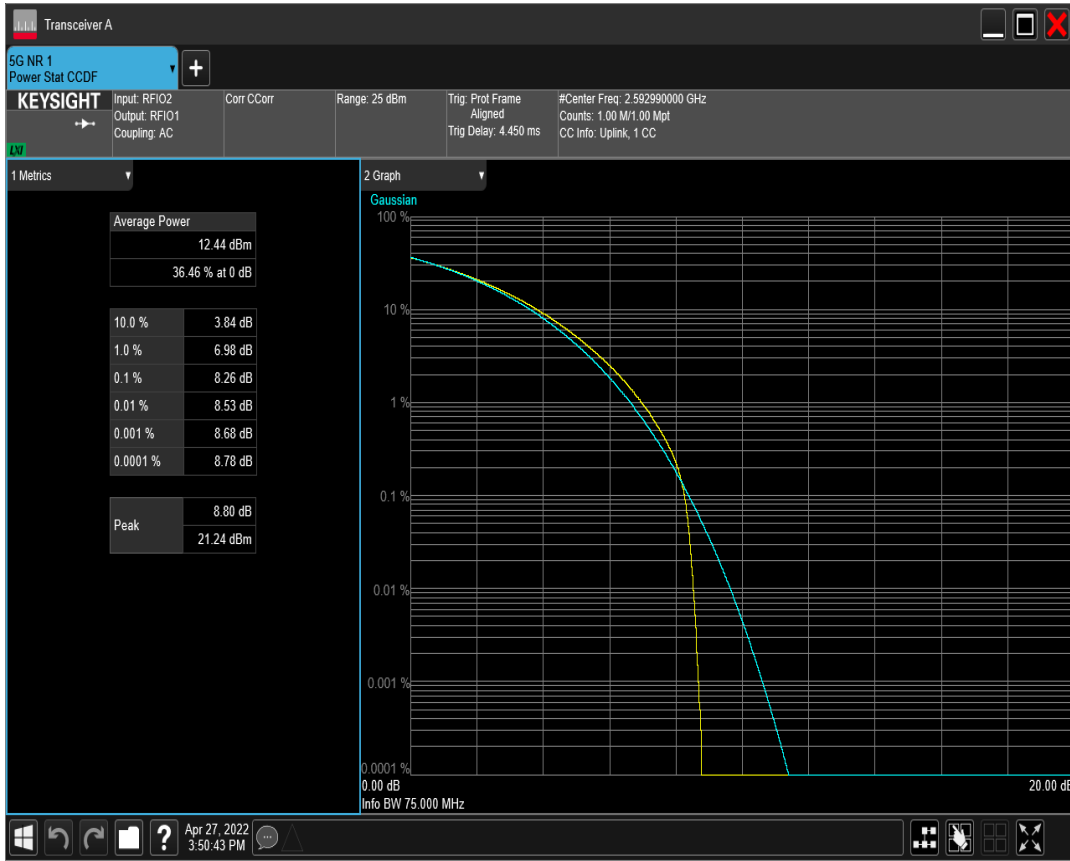 Transceiver A
5G NR 1
Power Stat CCDF
+
KEYSIGHT
LXI
Input: RFIO2
Output: RFIO1
Coupling: AC
Corr CCorr
Range: 25 dBm
Trig: Prot Frame
Aligned
Trig Delay: 4.450 ms
#Center Freq: 2.592990000 GHz
Counts: 1.00 M/1.00 Mpt
CC Info: Uplink, 1 CC
1 Metrics
Average Power
12.44 dBm
36.46 % at 0 dB
10.0 % 3.84 dB
1.0 % 6.98 dB
0.1 % 8.26 dB
0.01 % 8.53 dB
0.001 % 8.68 dB
0.0001 % 8.78 dB
Peak
8.80 dB
21.24 dBm
2 Graph
Gaussian
100 %
10 %
1 %
0.1 %
0.01 %
0.001 %
0.0001 %
0.00 dB 20.00 dB
Info BW 75.000 MHz
?
Apr 27, 2022
3:50:43 PM